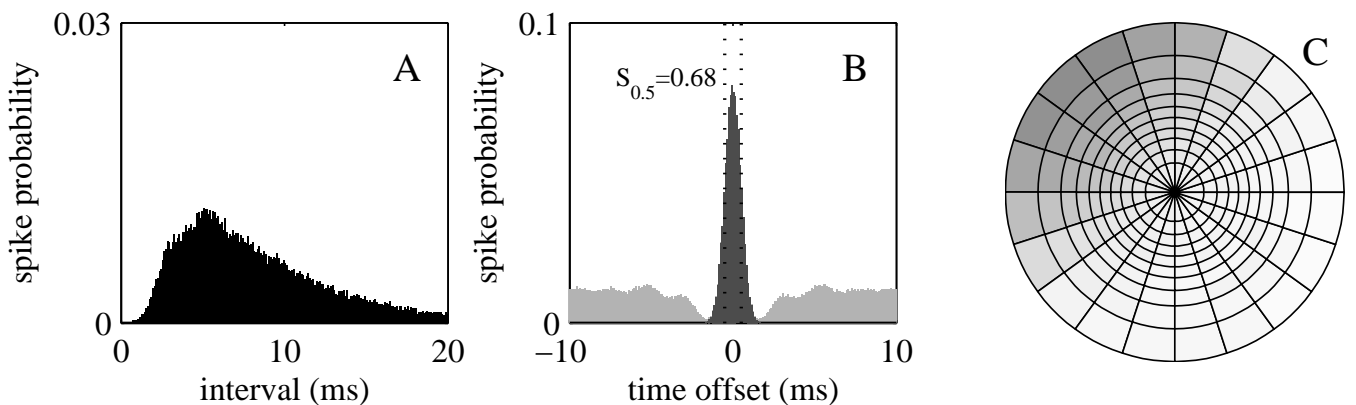 0.03
A
spike probability
0
0
10
20
interval (ms)
0.1
B
S0.5=0.68
spike probability
0
−10
0
10
time offset (ms)
C